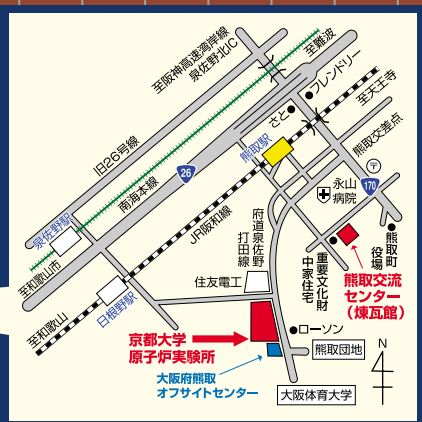 至阪神高速湾岸線
泉佐野北IC
至難波
フレンドリー
至天王寺
さと
旧26号線
熊取駅
熊取交差点
26
〒
南海本線
170
永山
病院
泉佐野駅
府道泉佐野
打田線
JR阪和線
熊取町
役場
至和歌山市
重要文化財
中家住宅
住友電工
熊取交流
センター
(煉瓦館)
日根野駅
至和歌山
京都大学
原子炉実験所
ローソン
熊取団地
N
4
大阪府熊取
オフサイトセンター
大阪体育大学